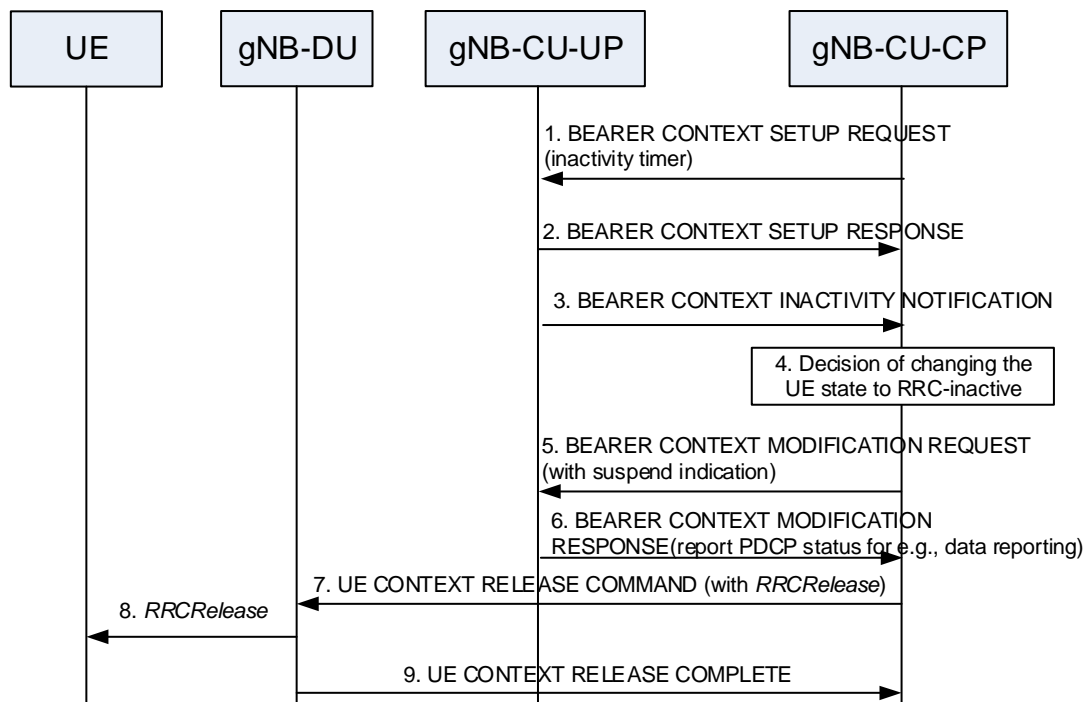 UE
gNB-DU
gNB-CU-UP
gNB-CU-CP
1. BEARER CONTEXT SETUP REQUEST
(inactivity timer)
2. BEARER CONTEXT SETUP RESPONSE
3. BEARER CONTEXT INACTIVITY NOTIFICATION
4. Decision of changing the
UE state to RRC-inactive
5. BEARER CONTEXT MODIFICATION REQUEST
(with suspend indication)
6. BEARER CONTEXT MODIFICATION
RESPONSE(report PDCP status for e.g., data reporting)
7. UE CONTEXT RELEASE COMMAND (with RRCRelease)
8. RRCRelease
9. UE CONTEXT RELEASE COMPLETE